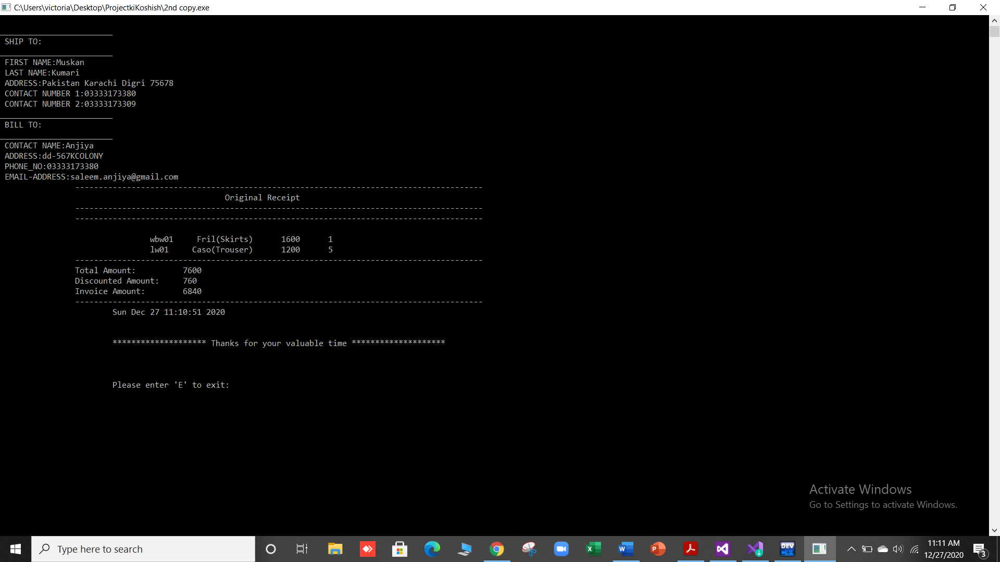 C:\Users\victoria\Desktop\ProjectkiKoshish\2nd copy.exe
SHIP TO:
FIRST NAME:Muskan
LAST NAME:Kumari
ADDRESS:Pakistan Karachi Digri 75678
CONTACT NUMBER 1:03333173380
CONTACT NUMBER 2:03333173309
BILL TO:
CONTACT NAME:Anjiya
ADDRESS:dd-567KCOLONY
PHONE_NO:03333173380
EMAIL-ADDRESS:saleem.anjiya@gmail.com
Original Receipt
wbw01 Fril(Skirts) 1600 1
lw01 Caso(Trouser) 1200 5
Total Amount: 7600
Discounted Amount: 760
Invoice Amount: 6840
Sun Dec 27 11:10:51 2020
******************** Thanks for your valuable time ********************
Please enter 'E' to exit:
Activate Windows
Go to Settings to activate Windows.
Type here to search
DEV
11:11 AM
12/27/2020
3